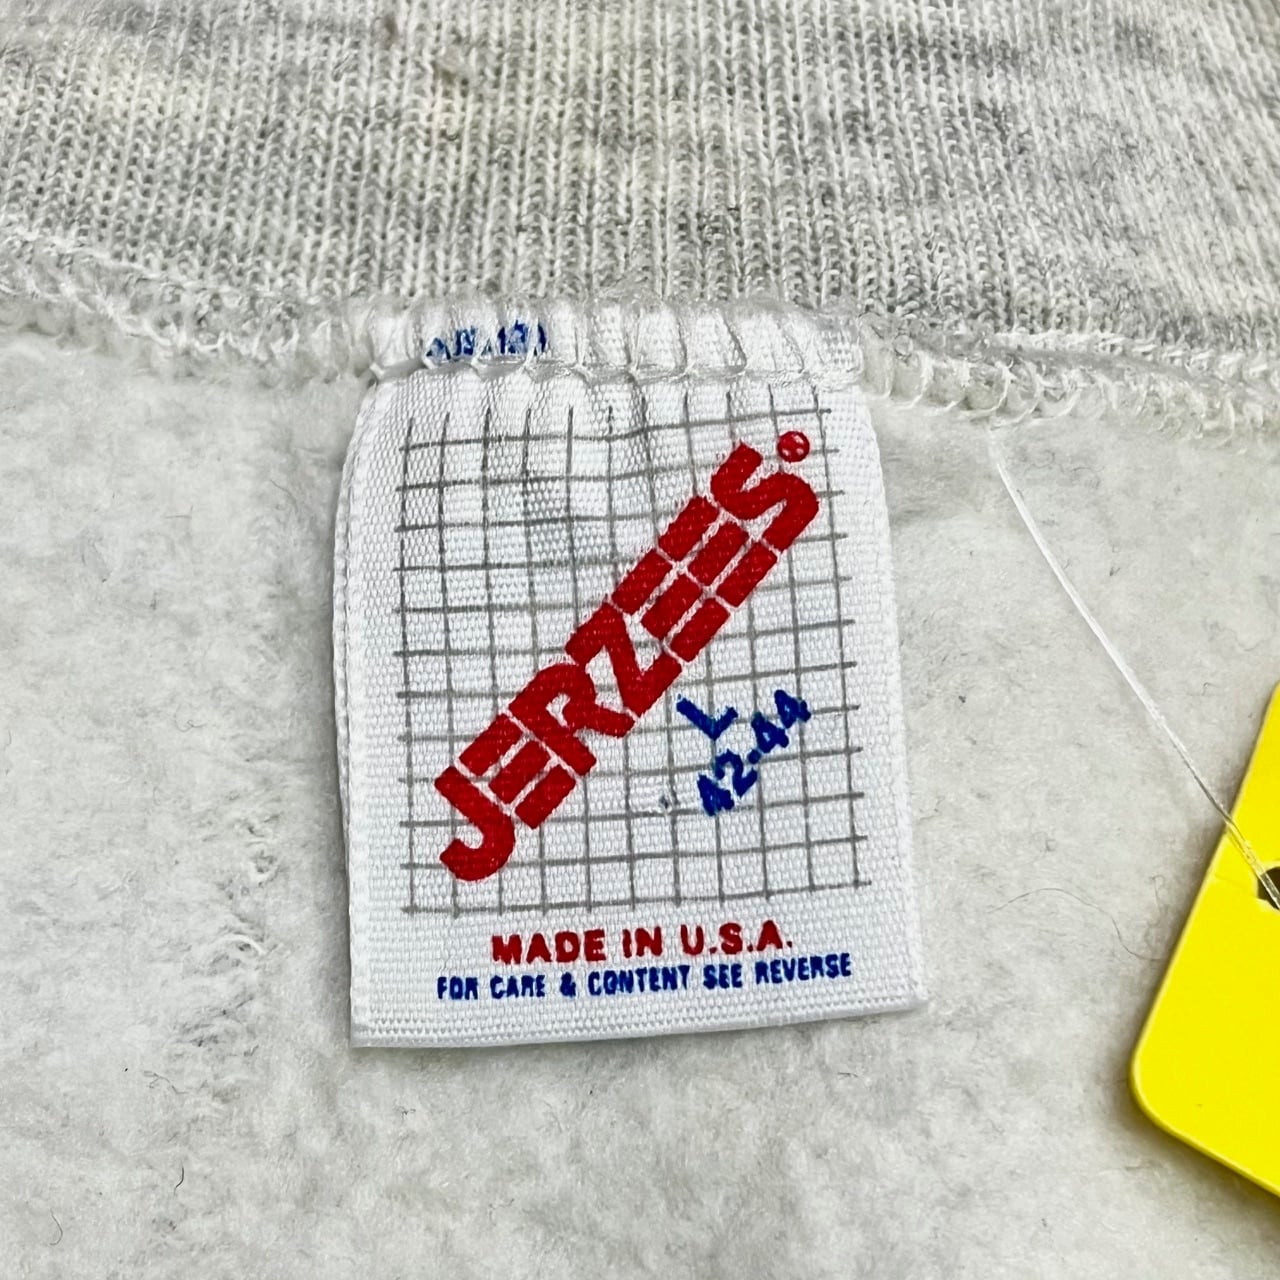 JERZEES®
L
42-44
MADE IN U.S.A.
FOR CARE & CONTENT SEE REVERSE